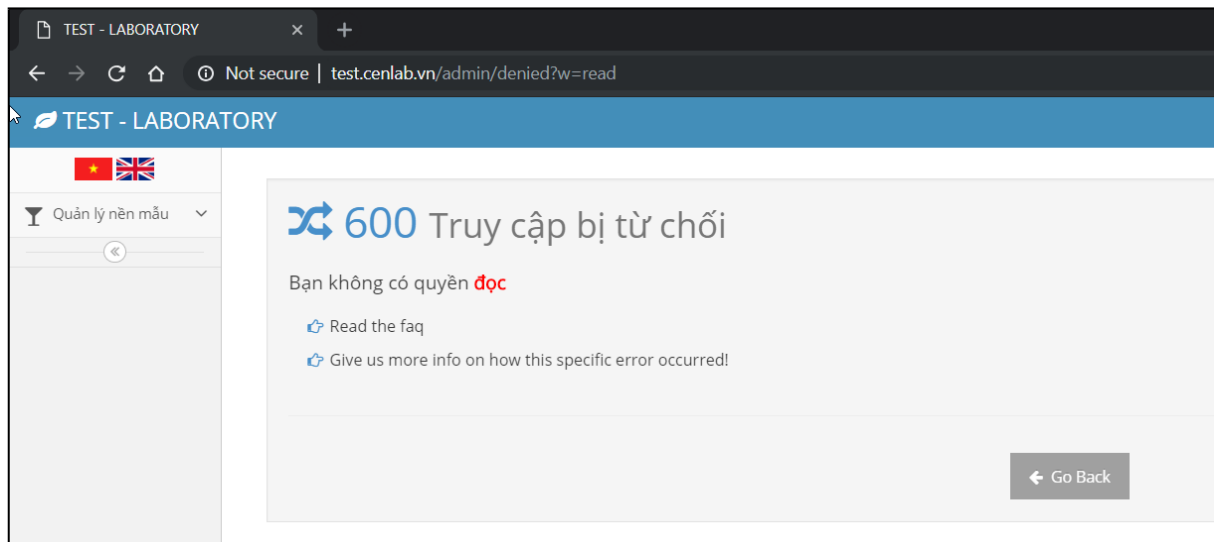 TEST - LABORATORY
Not secure | test.cenlab.vn/admin/denied?w=read
TEST - LABORATORY
Quản lý nền mẫu
600 Truy cập bị từ chối
Bạn không có quyền đọc
Read the faq
Give us more info on how this specific error occurred!
Go Back